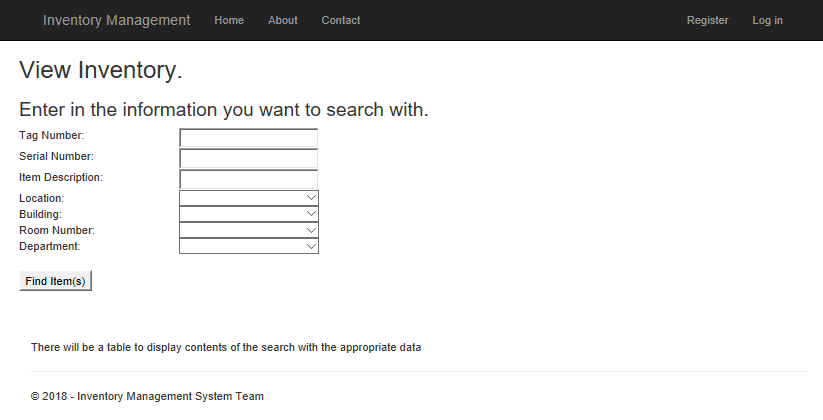 Inventory Management Home About Contact Register Log in
View Inventory.
Enter in the information you want to search with.
Tag Number:
Serial Number:
Item Description:
Location:
Building:
Room Number:
Department:
Find Item(s)
There will be a table to display contents of the search with the appropriate data
© 2018 - Inventory Management System Team